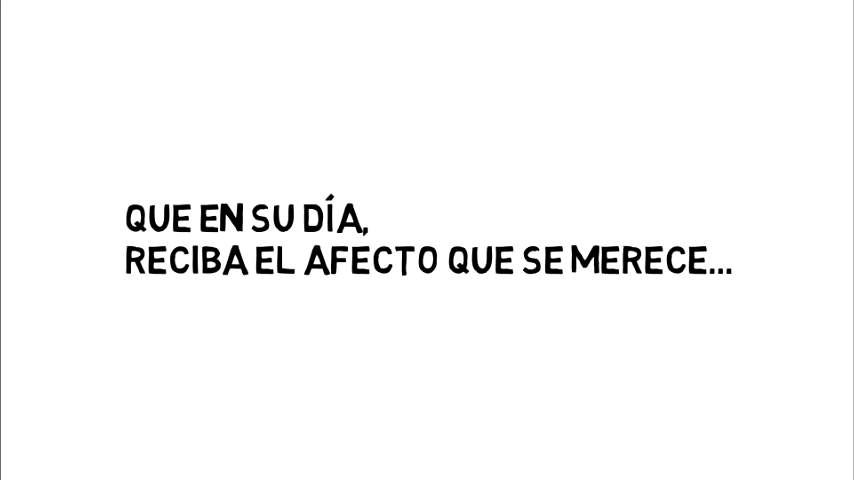 QUE EN SU DÍA,
RECIBA EL AFECTO QUE SE MERECE...